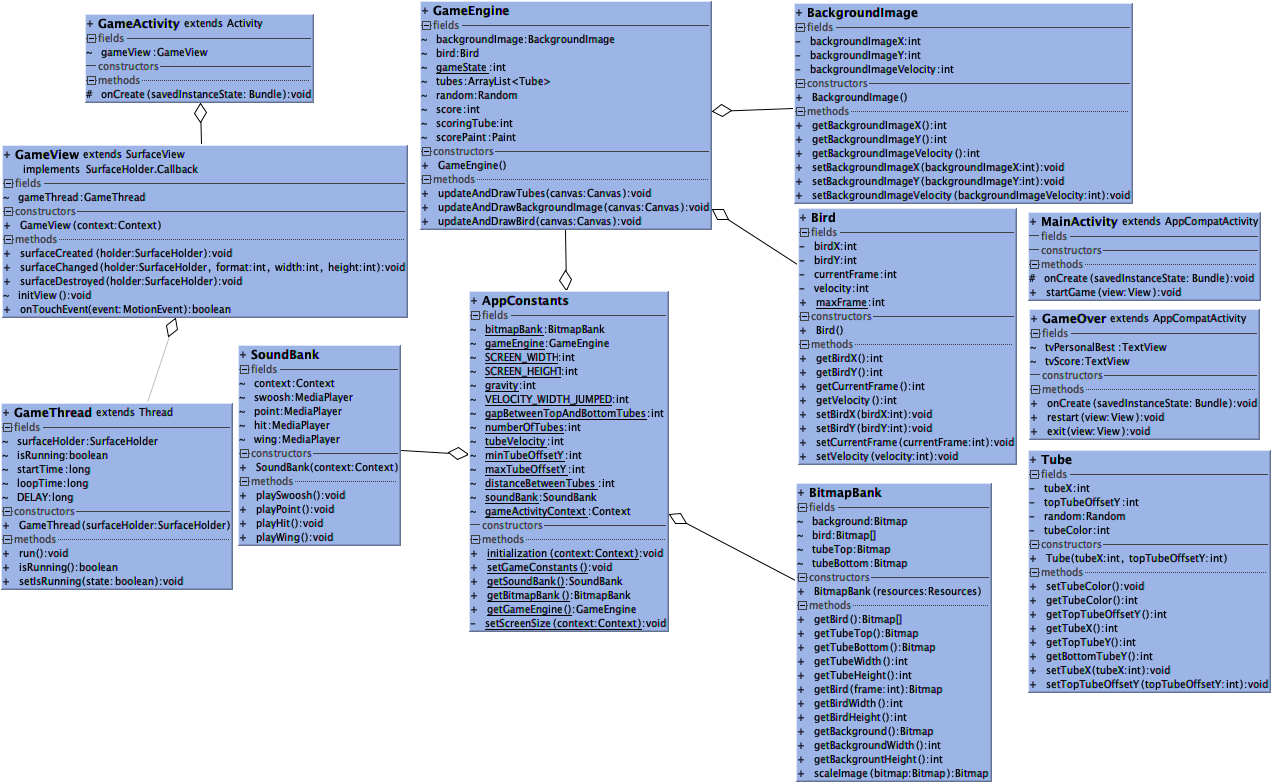 + GameActivity extends Activity
fields
~ gameView:GameView
constructors
methods
# onCreate(savedInstanceState: Bundle):void
+ GameView extends SurfaceView
implements SurfaceHolder.Callback
fields
~ gameThread:GameThread
constructors
+ GameView (context:Context)
methods
+ surfaceCreated (holder:SurfaceHolder):void
+ surfaceChanged(holder:SurfaceHolder, format:int, width:int, height:int):void
+ surfaceDestroyed(holder:SurfaceHolder):void
~ initView():void
+ onTouchEvent(event:MotionEvent):boolean
+ GameThread extends Thread
fields
~ surfaceHolder:SurfaceHolder
~ isRunning:boolean
~ startTime:long
~ loopTime:long
~ DELAY:long
constructors
+ GameThread(surfaceHolder:SurfaceHolder)
methods
+ run():void
+ isRunning():boolean
+ setIsRunning(state: boolean):void
+ SoundBank
fields
~ context:Context
~ swoosh:MediaPlayer
~ point:MediaPlayer
~ hit:MediaPlayer
~ wing:MediaPlayer
constructors
+ SoundBank(context:Context)
methods
+ playSwoosh():void
+ playPoint():void
+ playHit():void
+ playWing():void
+ GameEngine
fields
~ backgroundImage:BackgroundImage
~ bird:Bird
~ gameState:int
~ tubes:ArrayList<Tube>
~ random:Random
~ score:int
~ scoringTube:int
~ scorePaint:Paint
constructors
+ GameEngine()
methods
+ updateAndDrawTubes(canvas:Canvas):void
+ updateAndDrawBackgroundImage(canvas:Canvas):void
+ updateAndDrawBird(canvas:Canvas):void
+ AppConstants
fields
~ bitmapBank:BitmapBank
~ gameEngine:GameEngine
~ SCREEN_WIDTH:int
~ SCREEN_HEIGHT:int
~ gravity:int
~ VELOCITY_WIDTH_JUMPED:int
~ gapBetweenTopAndBottomTubes:int
~ numberOfTubes:int
~ tubeVelocity:int
~ minTubeOffsetY:int
~ maxTubeOffsetY:int
~ distanceBetweenTubes:int
~ soundBank:SoundBank
~ gameActivityContext:Context
constructors
methods
+ initialization (context:Context):void
+ setGameConstants():void
+ getSoundBank():SoundBank
+ getBitmapBank():BitmapBank
+ getGameEngine():GameEngine
- setScreenSize(context:Context):void
+ BackgroundImage
fields
- backgroundImageX:int
- backgroundImageY:int
- backgroundImageVelocity:int
constructors
+ BackgroundImage()
methods
+ getBackgroundImageX():int
+ getBackgroundImageY():int
+ getBackgroundImageVelocity():int
+ setBackgroundImageX(backgroundImageX:int):void
+ setBackgroundImageY(backgroundImageY:int):void
+ setBackgroundImageVelocity(backgroundImageVelocity:int):void
+ Bird
fields
- birdX:int
- birdY:int
- currentFrame:int
- velocity:int
+ maxFrame:int
constructors
+ Bird()
methods
+ getBirdX():int
+ getBirdY():int
+ getCurrentFrame():int
+ getVelocity():int
+ setBirdX(birdX:int):void
+ setBirdY(birdY:int):void
+ setCurrentFrame(currentFrame:int):void
+ setVelocity(velocity:int):void
+ BitmapBank
fields
~ background:Bitmap
~ bird:Bitmap[]
~ tubeTop:Bitmap
~ tubeBottom:Bitmap
constructors
+ BitmapBank(resources:Resources)
methods
+ getBird():Bitmap[]
+ getTubeTop():Bitmap
+ getTubeBottom():Bitmap
+ getTubeWidth():int
+ getTubeHeight():int
+ getBird(frame:int):Bitmap
+ getBirdWidth():int
+ getBirdHeight():int
+ getBackground():Bitmap
+ getBackgroundWidth():int
+ getBackgrountHeight():int
+ scaleImage(bitmap:Bitmap):Bitmap
+ MainActivity extends AppCompatActivity
fields
constructors
methods
# onCreate(savedInstanceState: Bundle):void
+ startGame(view:View):void
+ GameOver extends AppCompatActivity
fields
~ tvPersonalBest:TextView
~ tvScore:TextView
constructors
methods
+ onCreate(savedInstanceState: Bundle):void
+ restart(view:View):void
+ exit(view:View):void
+ Tube
fields
- tubeX:int
- topTubeOffsetY:int
- random:Random
- tubeColor:int
constructors
+ Tube(tubeX:int, topTubeOffsetY:int)
methods
+ setTubeColor():void
+ getTubeColor():int
+ getTopTubeOffsetY():int
+ getTubeX():int
+ getTopTubeY():int
+ getBottomTubeY():int
+ setTubeX(tubeX:int):void
+ setTopTubeOffsetY(topTubeOffsetY:int):void